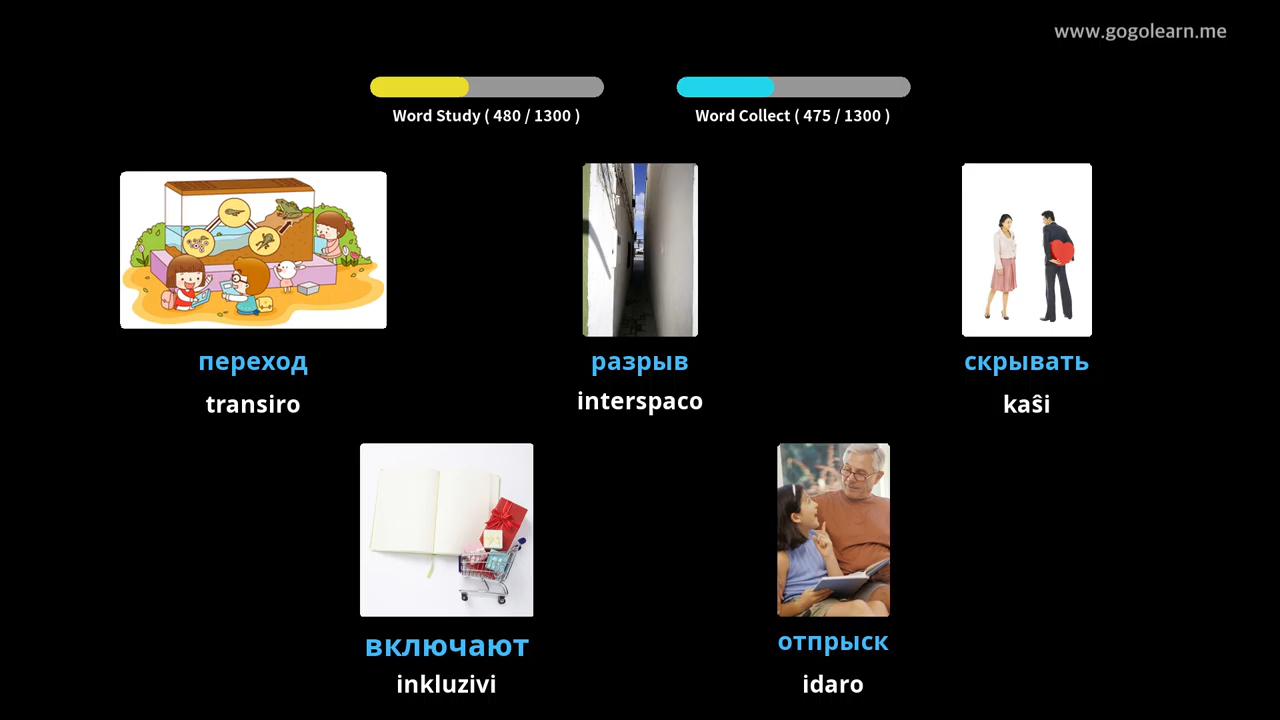 www.gogolearn.me
Word Study ( 480 / 1300 )
Word Collect ( 475 / 1300 )
переход
transiro
разрыв
interspaco
скрывать
kaŝi
включают
inkluzivi
отпрыск
idaro